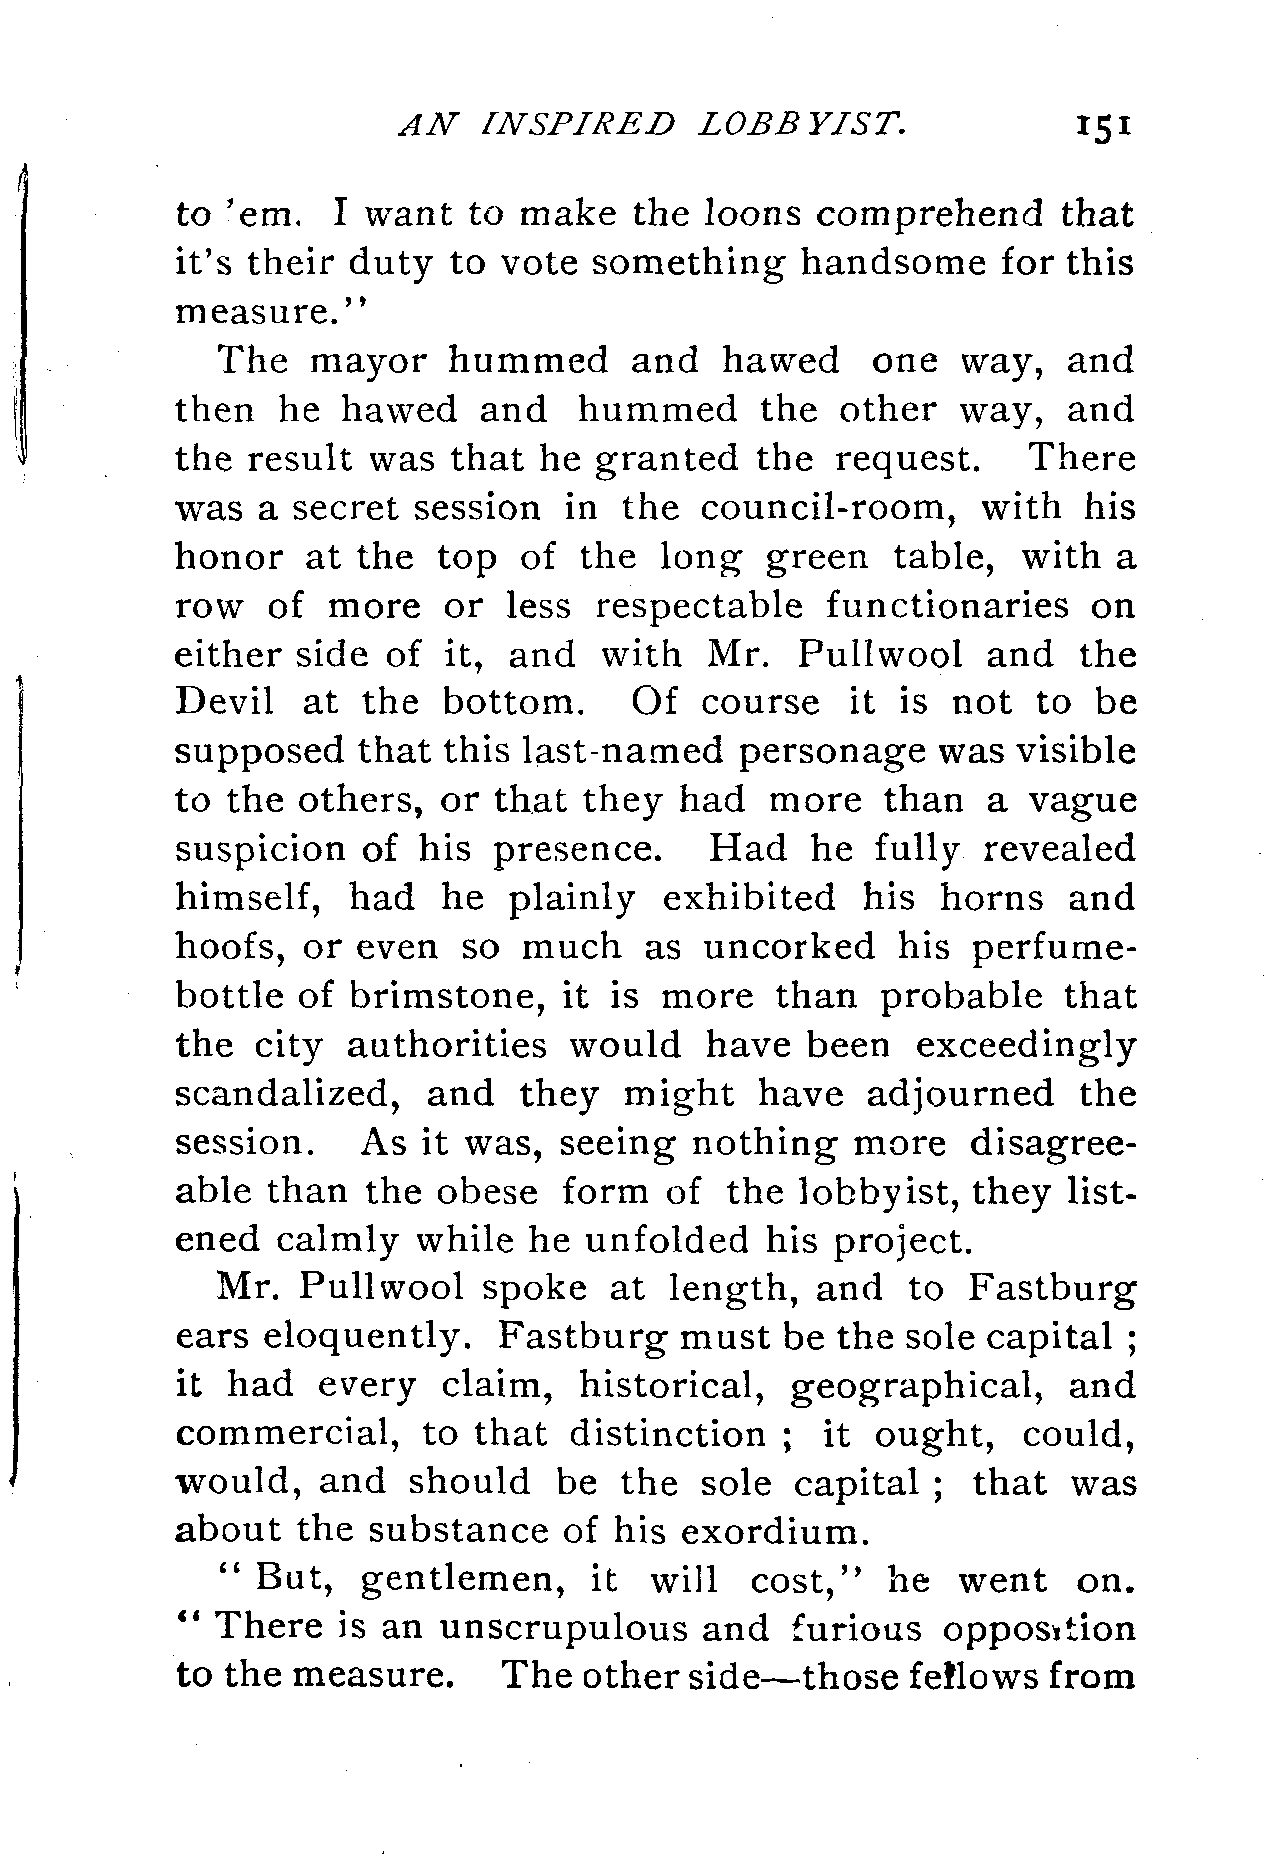 AN INSPIRED LOBBYIST. 151
to 'em. I want to make the loons comprehend that
it's their duty to vote something handsome for this
measure."
The mayor hummed and hawed one way, and
then he hawed and hummed the other way, and
the result was that he granted the request. There
was a secret session in the council-room, with his
honor at the top of the long green table, with a
row of more or less respectable functionaries on
either side of it, and with Mr. Pullwool and the
Devil at the bottom. Of course it is not to be
supposed that this last-named personage was visible
to the others, or that they had more than a vague
suspicion of his presence. Had he fully revealed
himself, had he plainly exhibited his horns and
hoofs, or even so much as uncorked his perfume-
bottle of brimstone, it is more than probable that
the city authorities would have been exceedingly
scandalized, and they might have adjourned the
session. As it was, seeing nothing more disagree-
able than the obese form of the lobbyist, they list-
ened calmly while he unfolded his project.
Mr. Pullwool spoke at length, and to Fastburg
ears eloquently. Fastburg must be the sole capital ;
it had every claim, historical, geographical, and
commercial, to that distinction ; it ought, could,
would, and should be the sole capital ; that was
about the substance of his exordium.
" But, gentlemen, it will cost," he went on.
" There is an unscrupulous and furious opposition
to the measure. The other side—those fellows from